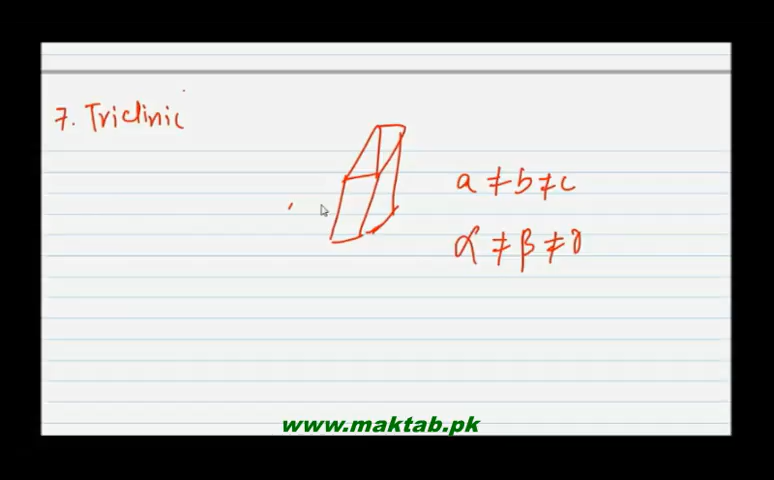 7. Triclinic
a ≠ b ≠ c
α ≠ β ≠ γ
www.maktab.pk